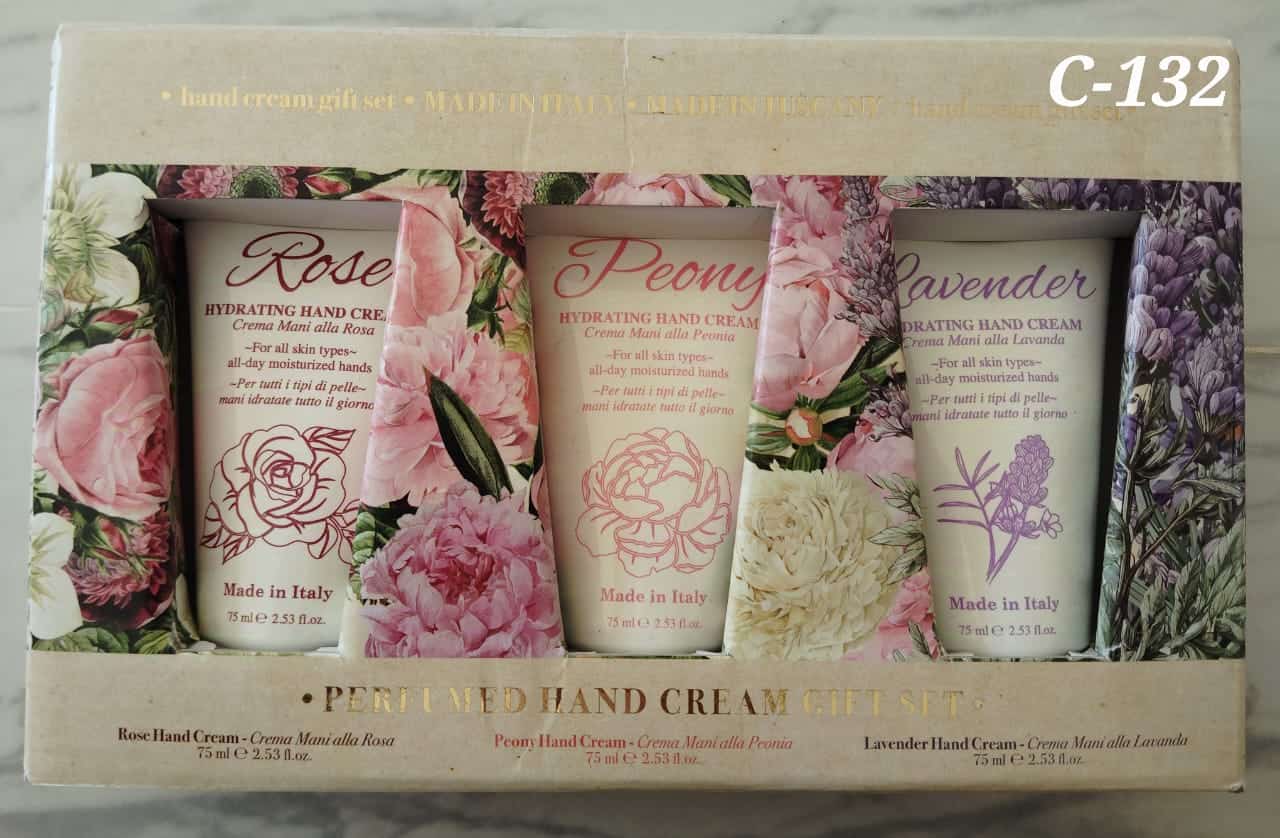 C-132
• hand cream gift set • MADE IN ITALY • MADE IN TUSCANY • hand cream gift set •
Rose
HYDRATING HAND CREA
Crema Mani alla Rosa
~For all skin types~
all-day moisturized hands
~Per tutti i tipi di pelle~
mani idratate tutto il giorno
Made in Italy
75 ml ℮ 2.53 fl.oz.
Peony
HYDRATING HAND CREAM
Crema Mani alla Peonia
~For all skin types~
all-day moisturized hands
~Per tutti i tipi di pelle~
mani idratate tutto il giorno
Made in Italy
75 ml ℮ 2.53 fl.oz.
Lavender
DRATING HAND CREAM
Crema Mani alla Lavanda
~For all skin types~
all-day moisturized hands
~Per tutti i tipi di pelle~
mani idratate tutto il giorno
Made in Italy
75 ml ℮ 2.53 fl.oz.
• PERFUMED HAND CREAM GIFT SET •
Rose Hand Cream - Crema Mani alla Rosa
75 ml ℮ 2.53 fl.oz.
Peony Hand Cream - Crema Mani alla Peonia
75 ml ℮ 2.53 fl.oz.
Lavender Hand Cream - Crema Mani alla Lavanda
75 ml ℮ 2.53 fl.oz.